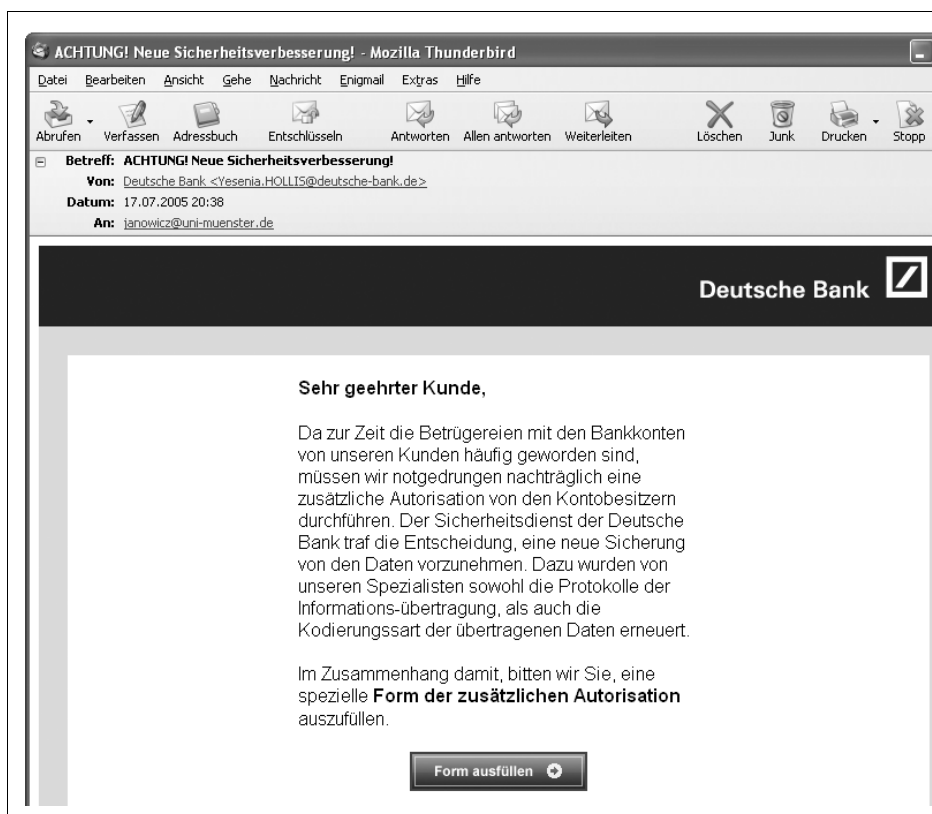 ACHTUNG! Neue Sicherheitsverbesserung! - Mozilla Thunderbird
Datei Bearbeiten Ansicht Gehe Nachricht Enigmail Extras Hilfe
Abrufen Verfassen Adressbuch Entschlüsseln Antworten Allen antworten Weiterleiten Löschen Junk Drucken Stopp
Betreff: ACHTUNG! Neue Sicherheitsverbesserung!
Von: Deutsche Bank <Yesenia.HOLLIS@deutsche-bank.de>
Datum: 17.07.2005 20:38
An: janowicz@uni-muenster.de
Deutsche Bank
Sehr geehrter Kunde,
Da zur Zeit die Betrügereien mit den Bankkonten
von unseren Kunden häufig geworden sind,
müssen wir notgedrungen nachträglich eine
zusätzliche Autorisation von den Kontobesitzern
durchführen. Der Sicherheitsdienst der Deutsche
Bank traf die Entscheidung, eine neue Sicherung
von den Daten vorzunehmen. Dazu wurden von
unseren Spezialisten sowohl die Protokolle der
Informations-übertragung, als auch die
Kodierungssart der übertragenen Daten erneuert.
Im Zusammenhang damit, bitten wir Sie, eine
spezielle Form der zusätzlichen Autorisation
auszufüllen.
Form ausfüllen